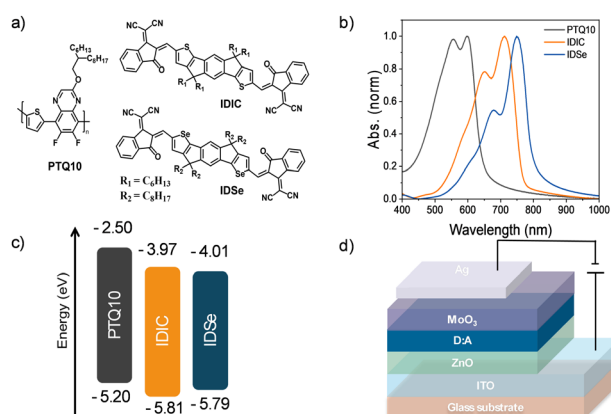 a)
C₆H₁₃
C₈H₁₇
O
N N
S
F F
n
PTQ10
NC CN
O
R₁ R₁
S
S
R₁ R₁
O
NC CN
IDIC
NC CN
O
Se
R₂ R₂
Se
R₂ R₂
O
NC CN
IDSe
R₁ = C₆H₁₃
R₂ = C₈H₁₇
b)
Abs. (norm)
1.0
0.8
0.6
0.4
0.2
0.0
PTQ10
IDIC
IDSe
400 500 600 700 800 900 1000
Wavelength (nm)
c)
Energy (eV)
- 2.50
PTQ10
- 5.20
- 3.97
IDIC
- 5.81
- 4.01
IDSe
- 5.79
d)
Ag
MoO₃
D:A
ZnO
ITO
Glass substrate